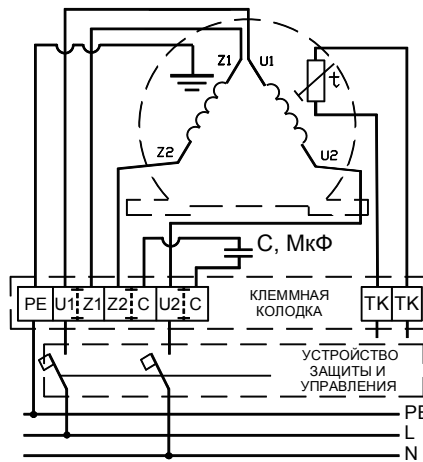 Z1 U1
t
Z2 U2
C, МкФ
PE U1 Z1 Z2 C U2 C
КЛЕММНАЯ
КОЛОДКА
TK TK
УСТРОЙСТВО
ЗАЩИТЫ И
УПРАВЛЕНИЯ
PE
L
N